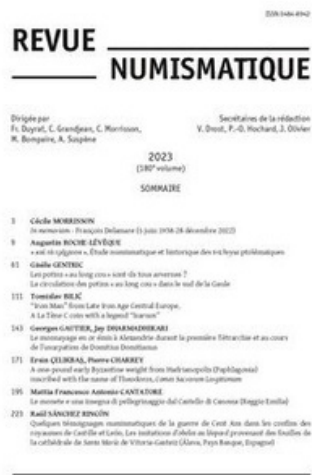 ISSN 0484-8942
REVUE
NUMISMATIQUE
Dirigée par
Fr. Duyrat, C. Grandjean, C. Morrisson,
M. Bompaire, A. Suspène
Secrétaires de la rédaction
V. Drost, P.-O. Hochard, J. Olivier
2023
(180e volume)
SOMMAIRE
3 Cécile MORRISSON
In memoriam - François Delamare (1 juin 1938-28 décembre 2022)
9 Augustin ROCHE-LÉVÊQUE
Étude numismatique et historique des ptolémaïques
61 Gisèle GENTRIC
Les potins « au long cou » sont-ils tous arvernes ?
La circulation des potins « au long cou » dans le sud de la Gaule
111 Tomislav BILIĆ
"Iron Man" from Late Iron Age Central Europe,
A La Tène C coin with a legend
143 Georges GAUTIER, Jay DHARMADHIKARI
Le monnayage en or émis à Alexandrie durant la première Tétrarchie et au cours
de l'usurpation de Domitius Domitianus
171 Ersin ÇELIKBAŞ, Pierre CHARREY
A one-pound early Byzantine weight from Hadrianopolis (Paphlagonia)
inscribed with the name of Theodoros, Comes Sacrarum Largitionum
195 Mattia Francesco Antonio CANTATORE
Le monete e una insegna di pellegrinaggio dal Castello di Canossa (Reggio Emilia)
223 Raúl SÁNCHEZ RINCÓN
Quelques témoignages numismatiques de la guerre de Cent Ans dans les confins des
royaumes de Castille et León. Les imitations d'obole au léopard provenant des fouilles de
la cathédrale de Santa María de Vitoria-Gasteiz (Álava, Pays Basque, Espagne)